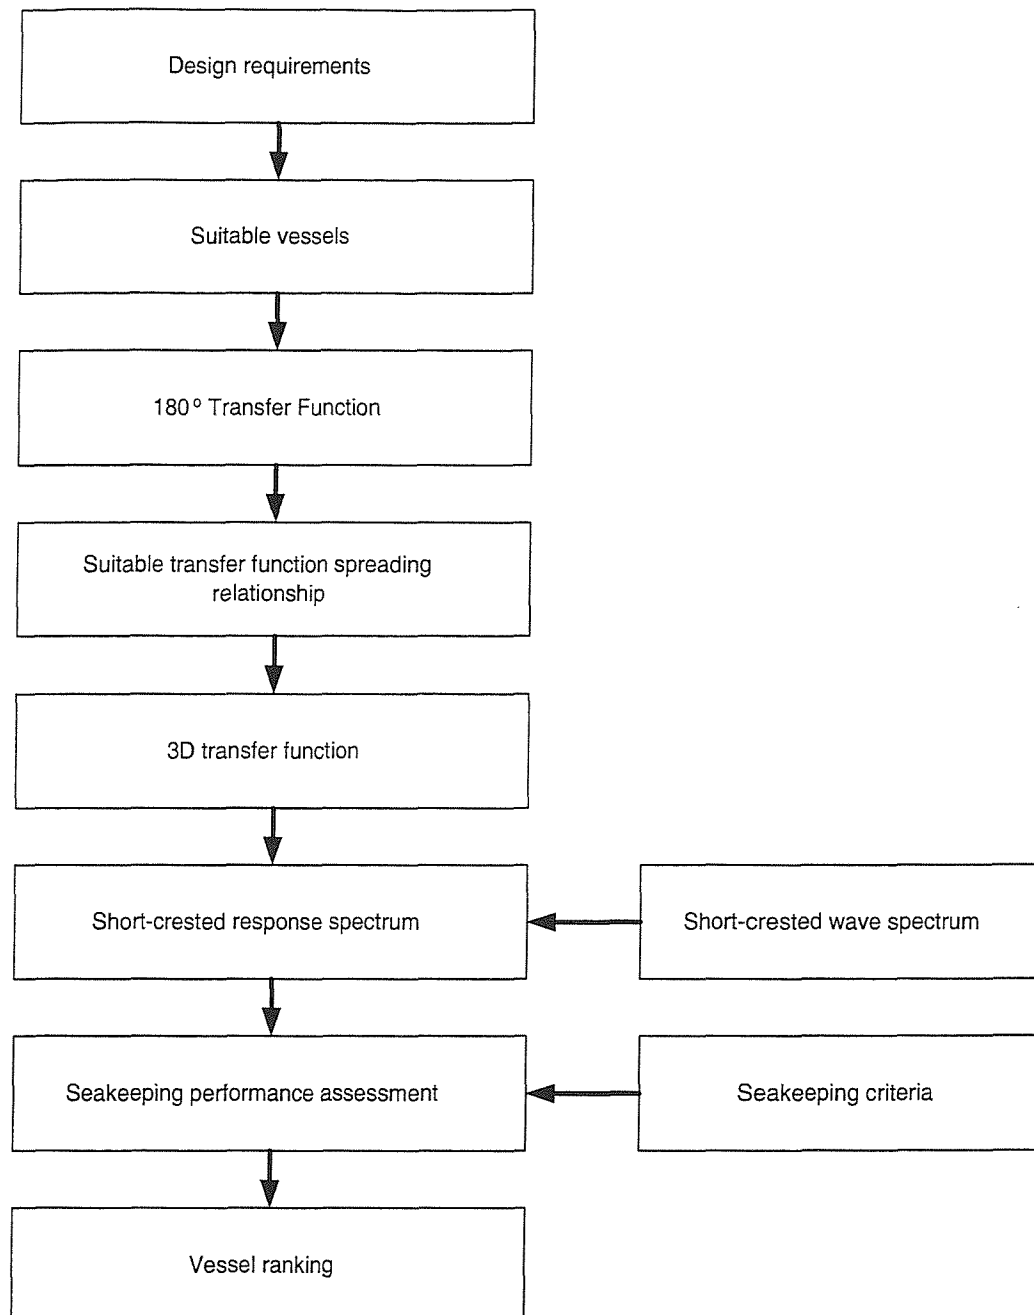 Design requirements
Suitable vessels
180° Transfer Function
Suitable transfer function spreading
relationship
3D transfer function
Short-crested response spectrum
Short-crested wave spectrum
Seakeeping performance assessment
Seakeeping criteria
Vessel ranking